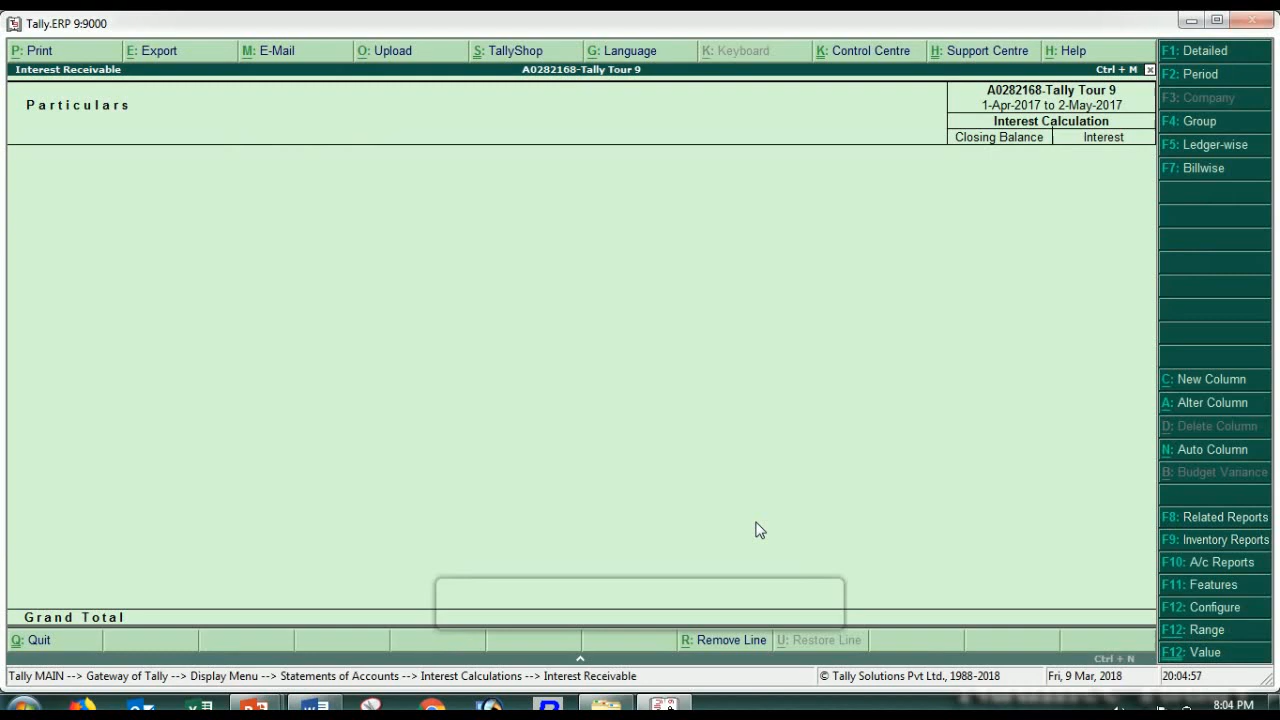 Tally.ERP 9:9000
P: Print E: Export M: E-Mail O: Upload S: TallyShop G: Language K: Keyboard K: Control Centre H: Support Centre H: Help
Interest Receivable A0282168-Tally Tour 9 Ctrl + M
Particulars
A0282168-Tally Tour 9
1-Apr-2017 to 2-May-2017
Interest Calculation
Closing Balance Interest
Grand Total
Q: Quit R: Remove Line U: Restore Line
Ctrl + N
Tally MAIN --> Gateway of Tally --> Display Menu --> Statements of Accounts --> Interest Calculations --> Interest Receivable © Tally Solutions Pvt Ltd., 1988-2018 Fri, 9 Mar, 2018 20:04:57
F1: Detailed
F2: Period
F3: Company
F4: Group
F5: Ledger-wise
F7: Billwise
C: New Column
A: Alter Column
D: Delete Column
N: Auto Column
B: Budget Variance
F8: Related Reports
F9: Inventory Reports
F10: A/c Reports
F11: Features
F12: Configure
F12: Range
F12: Value
8:04 PM